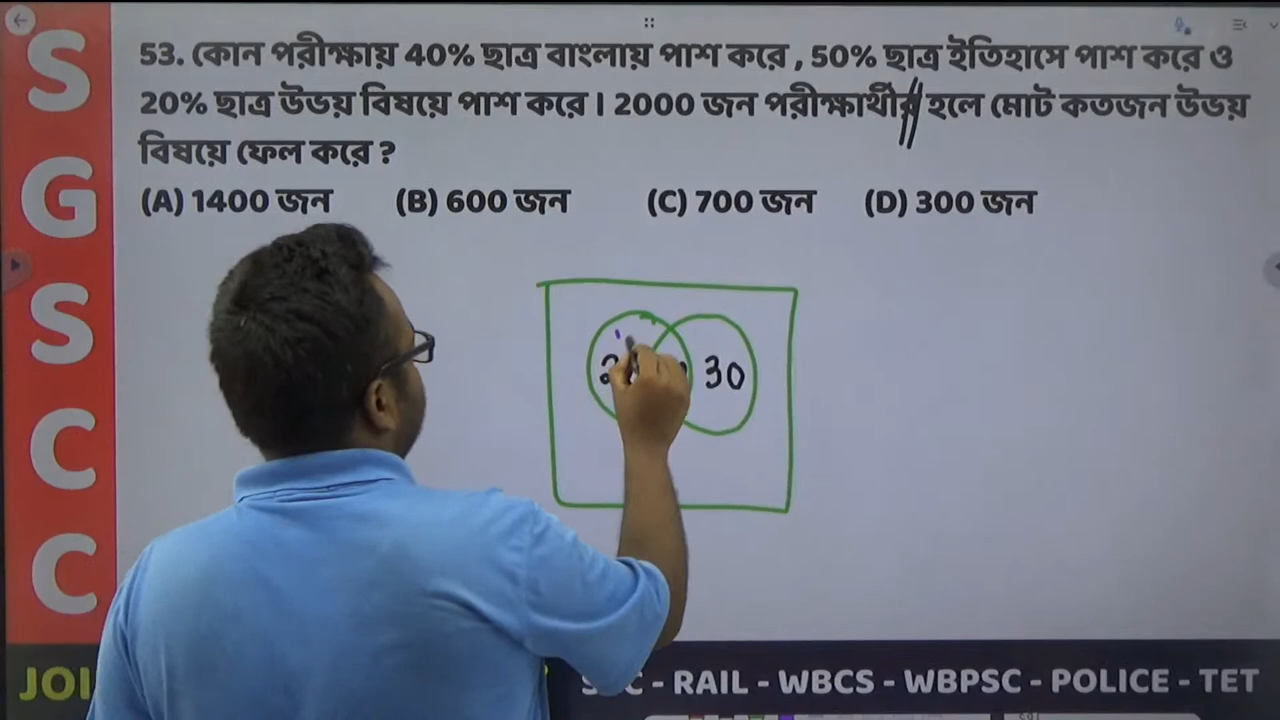 SGSCC
53. কোন পরীক্ষায় 40% ছাত্র বাংলায় পাশ করে , 50% ছাত্র ইতিহাসে পাশ করে ও
20% ছাত্র উভয় বিষয়ে পাশ করে । 2000 জন পরীক্ষার্থীর হলে মোট কতজন উভয়
বিষয়ে ফেল করে ?
(A) 1400 জন (B) 600 জন (C) 700 জন (D) 300 জন
30
- RAIL - WBCS - WBPSC - POLICE - TET